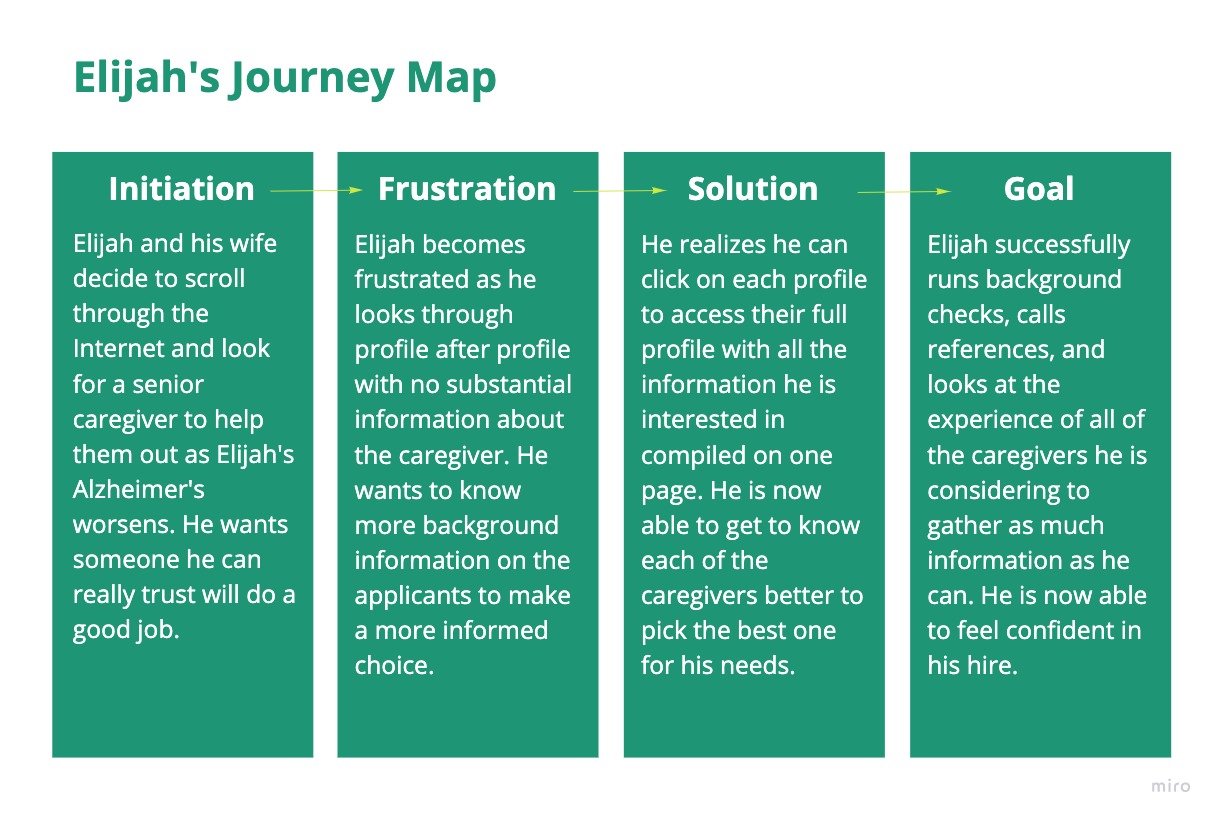 Elijah's Journey Map
Initiation
Elijah and his wife
decide to scroll
through the
Internet and look
for a senior
caregiver to help
them out as Elijah's
Alzheimer's
worsens. He wants
someone he can
really trust will do a
good job.
Frustration
Elijah becomes
frustrated as he
looks through
profile after profile
with no substantial
information about
the caregiver. He
wants to know
more background
information on the
applicants to make
a more informed
choice.
Solution
He realizes he can
click on each profile
to access their full
profile with all the
information he is
interested in
compiled on one
page. He is now
able to get to know
each of the
caregivers better to
pick the best one
for his needs.
Goal
Elijah successfully
runs background
checks, calls
references, and
looks at the
experience of all of
the caregivers he is
considering to
gather as much
information as he
can. He is now able
to feel confident in
his hire.
miro